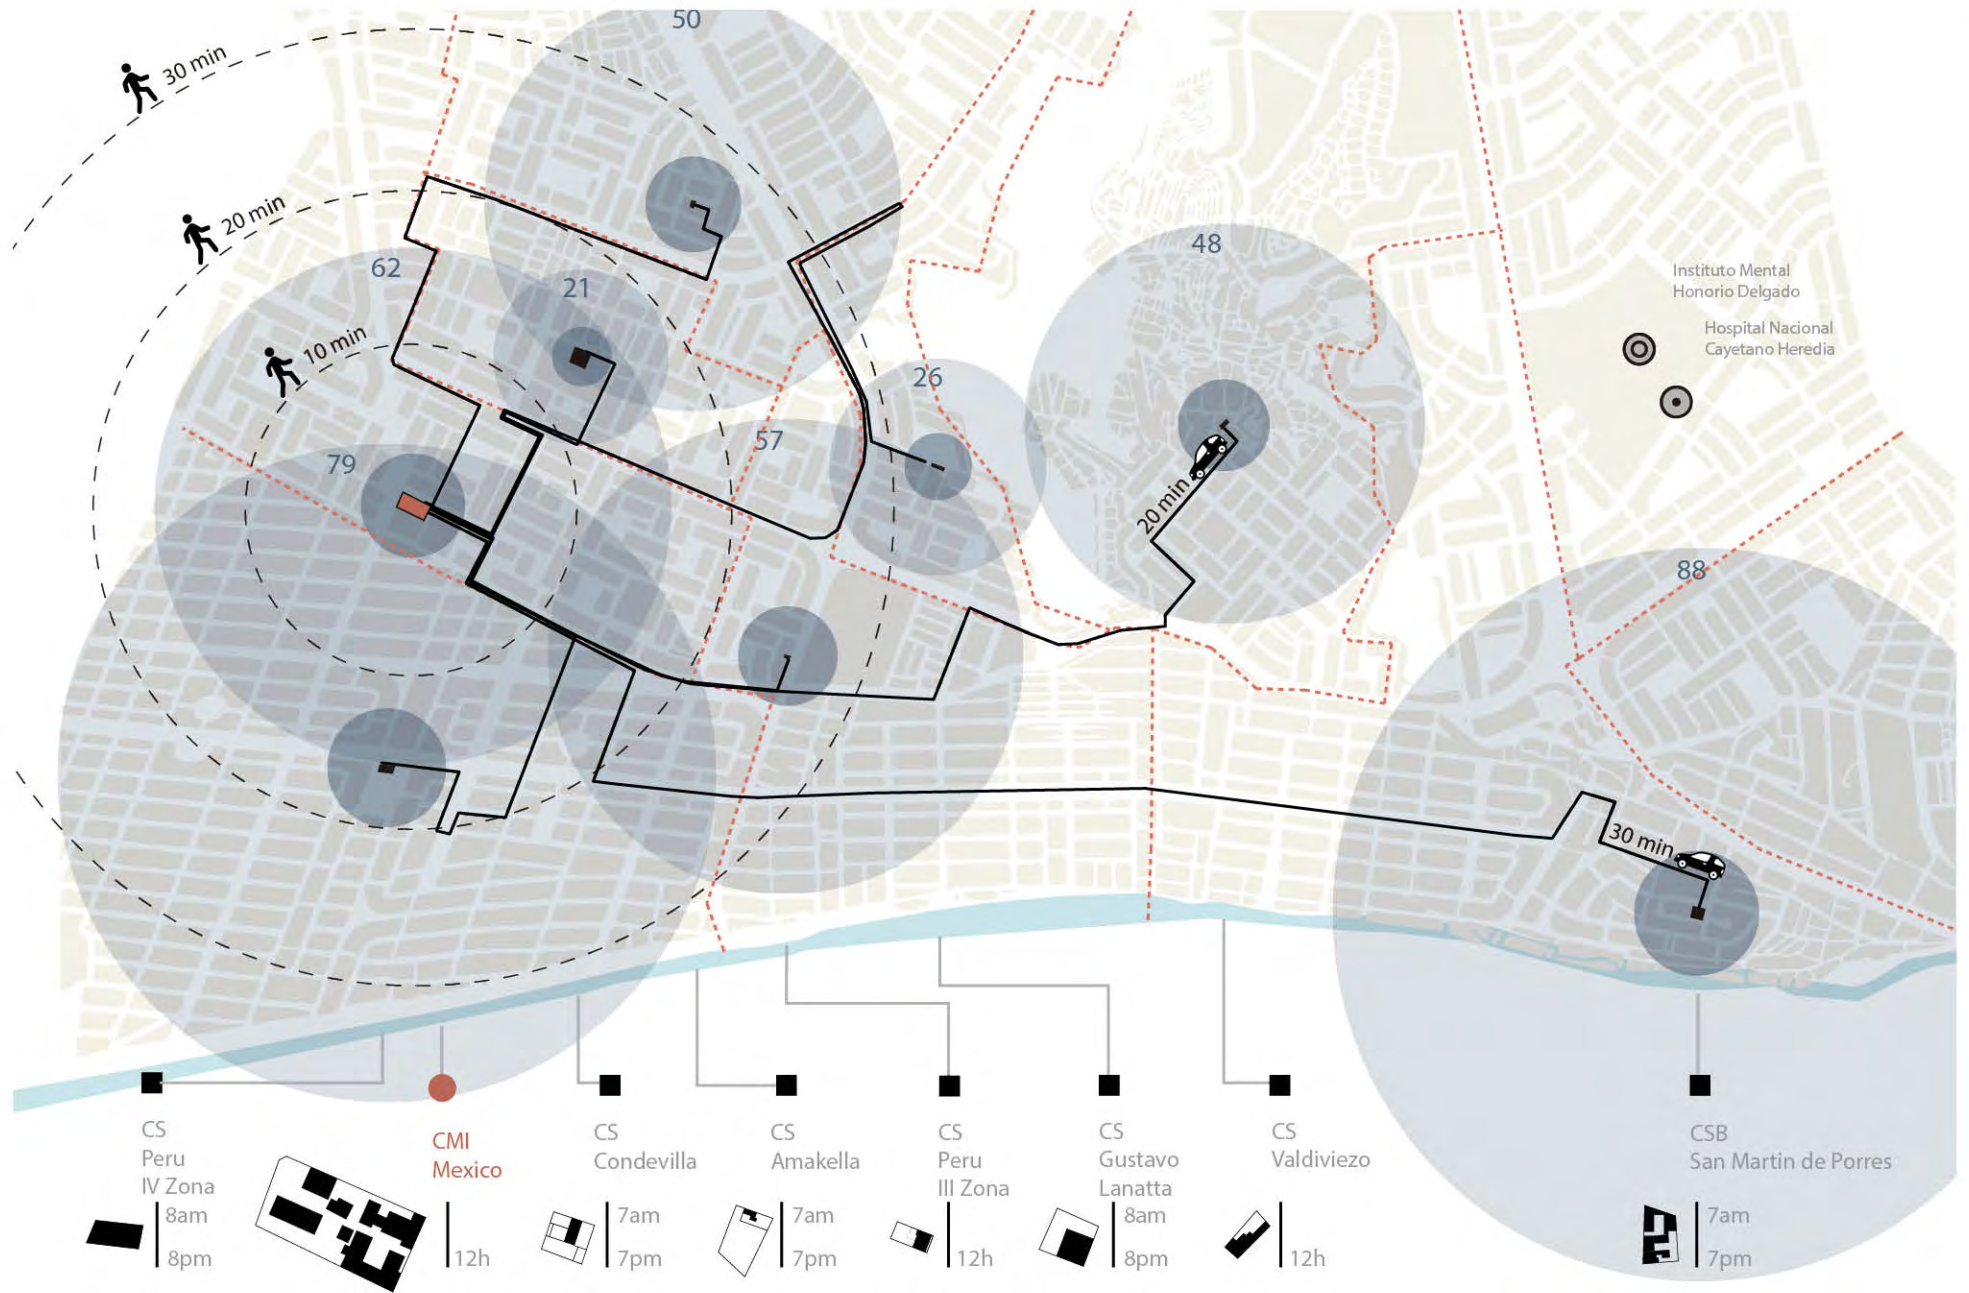 50
30 min
20 min
62
21
10 min
79
57
26
48
20 min
Instituto Mental
Honorio Delgado
Hospital Nacional
Cayetano Heredia
88
30 min
CS
Peru
IV Zona
8am
8pm
CMI
Mexico
12h
CS
Condevilla
7am
7pm
CS
Amakella
7am
7pm
CS
Peru
III Zona
12h
CS
Gustavo
Lanatta
8am
8pm
CS
Valdiviezo
12h
CSB
San Martin de Porres
7am
7pm